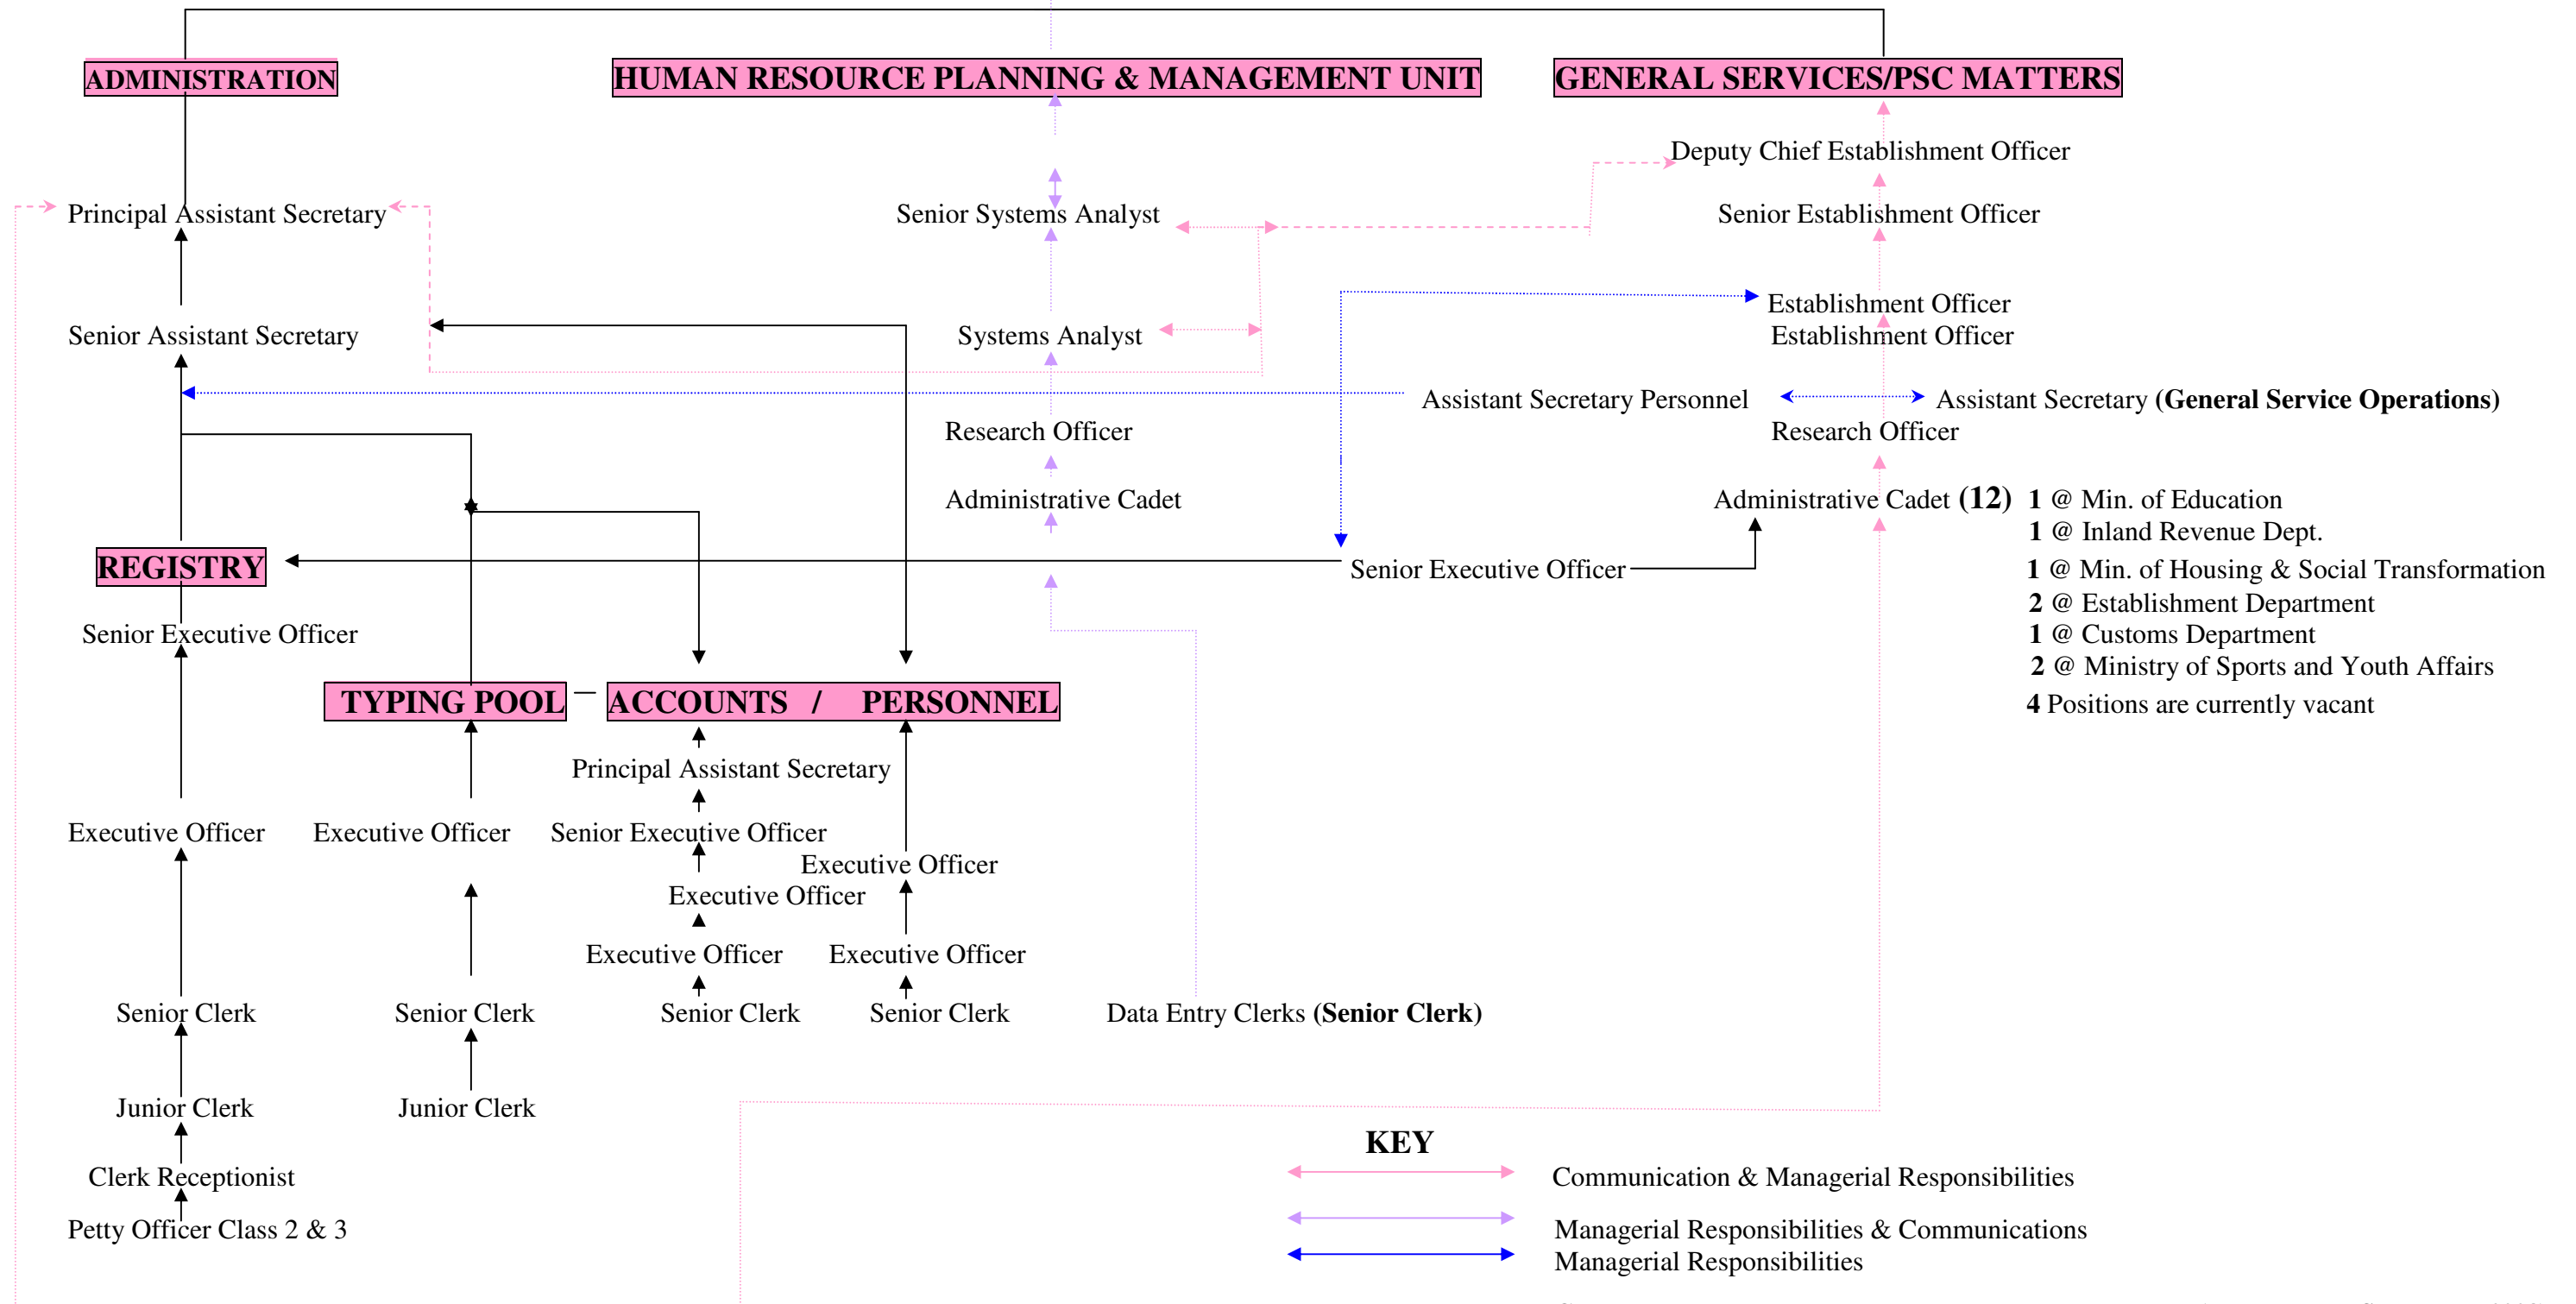 ADMINISTRATION
HUMAN RESOURCE PLANNING & MANAGEMENT UNIT
GENERAL SERVICES/PSC MATTERS
Deputy Chief Establishment Officer
Principal Assistant Secretary
Senior Systems Analyst
Senior Establishment Officer
Establishment Officer
Senior Assistant Secretary
Systems Analyst
Establishment Officer
Assistant Secretary Personnel
Assistant Secretary (General Service Operations)
Research Officer
Research Officer
Administrative Cadet
Administrative Cadet (12)
1 @ Min. of Education
1 @ Inland Revenue Dept.
REGISTRY
Senior Executive Officer
1 @ Min. of Housing & Social Transformation
2 @ Establishment Department
Senior Executive Officer
1 @ Customs Department
2 @ Ministry of Sports and Youth Affairs
TYPING POOL
ACCOUNTS / PERSONNEL
4 Positions are currently vacant
Principal Assistant Secretary
Executive Officer
Executive Officer
Senior Executive Officer
Executive Officer
Executive Officer
Executive Officer
Executive Officer
Senior Clerk
Senior Clerk
Senior Clerk
Senior Clerk
Data Entry Clerks (Senior Clerk)
Junior Clerk
Junior Clerk
KEY
Clerk Receptionist
Communication & Managerial Responsibilities
Petty Officer Class 2 & 3
Managerial Responsibilities & Communications
Managerial Responsibilities